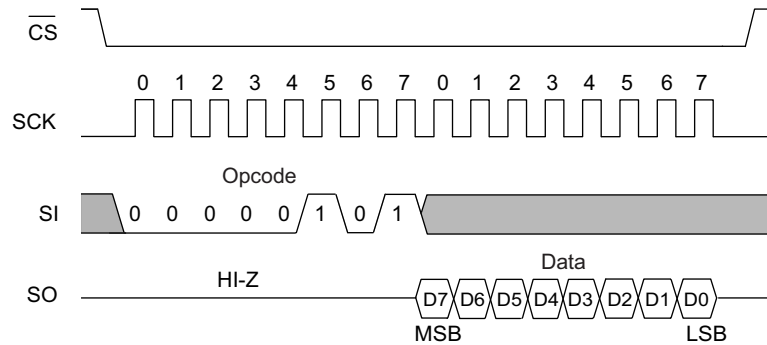 CS
0 1 2 3 4 5 6 7 0 1 2 3 4 5 6 7
SCK
Opcode
SI 0 0 0 0 0 1 0 1
Data
HI-Z
SO D7 D6 D5 D4 D3 D2 D1 D0
MSB LSB